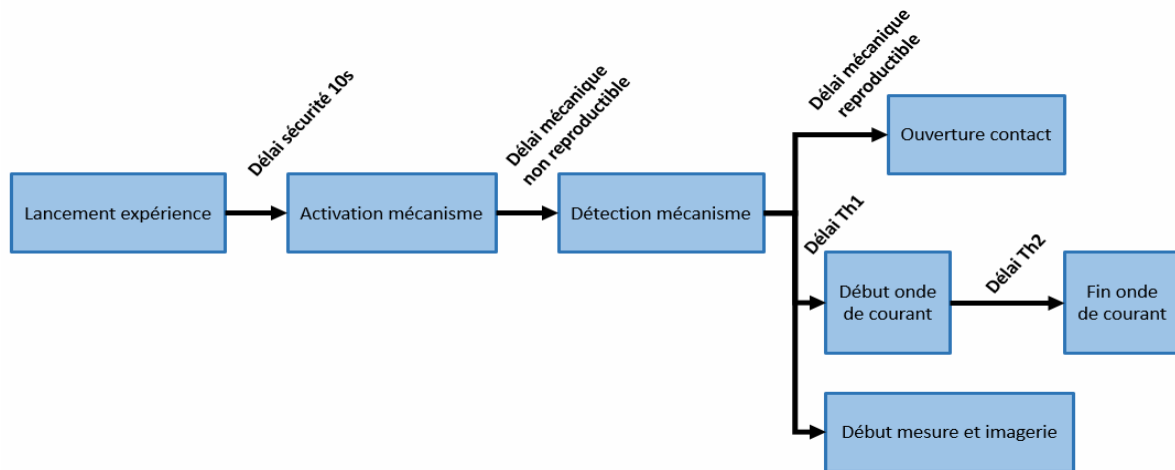 Lancement expérience
Délai sécurité 10s
Activation mécanisme
Délai mécanique
non reproductible
Détection mécanisme
Délai mécanique
reproductible
Ouverture contact
Délai Th1
Début onde
de courant
Délai Th2
Fin onde
de courant
Début mesure et imagerie